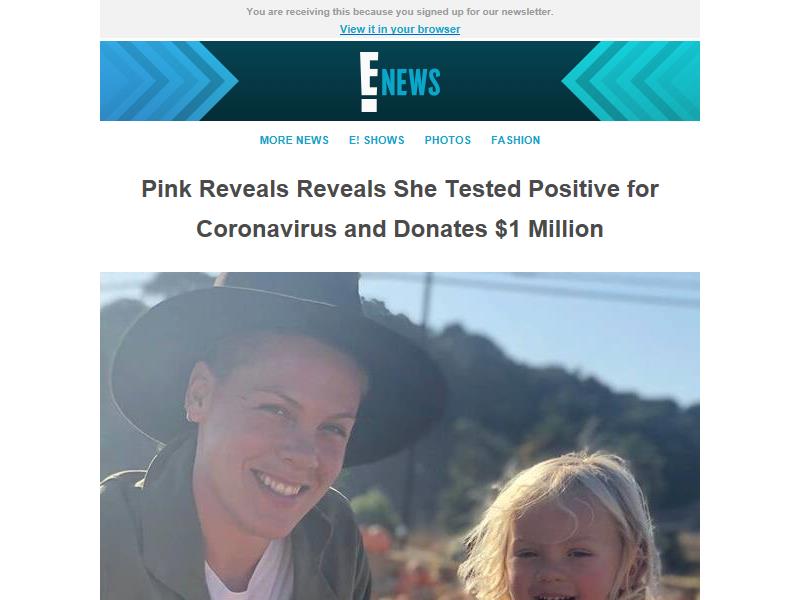 You are receiving this because you signed up for our newsletter.
View it in your browser
E! NEWS
MORE NEWS E! SHOWS PHOTOS FASHION
Pink Reveals Reveals She Tested Positive for
Coronavirus and Donates $1 Million